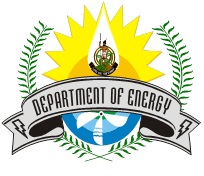 DEPARTMENT OF ENERGY